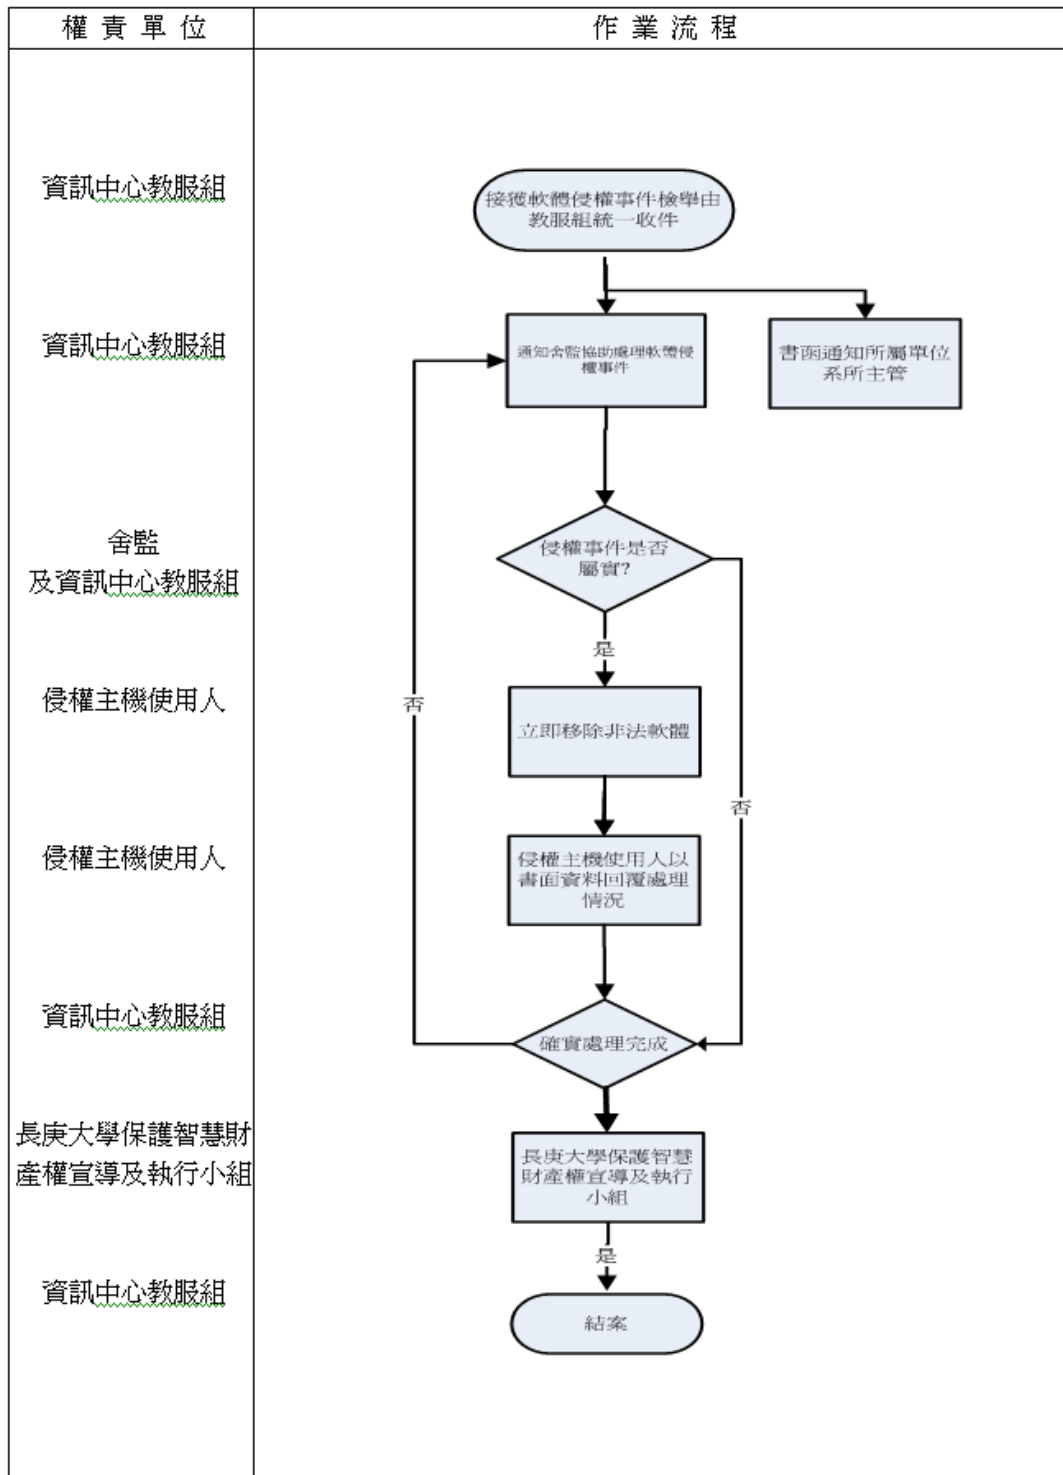 權責單位
作業流程
資訊中心教服組
接獲軟體侵權事件檢舉由
教服組統一收件
資訊中心教服組
通知舍監協助處理軟體侵
權事件
書函通知所屬單位
系所主管
舍監
及資訊中心教服組
侵權事件是否
屬實?
是
侵權主機使用人
否
立即移除非法軟體
否
侵權主機使用人
侵權主機使用人以
書面資料回覆處理
情況
資訊中心教服組
確實處理完成
長庚大學保護智慧財
產權宣導及執行小組
長庚大學保護智慧
財產權宣導及執行
小組
是
資訊中心教服組
結案